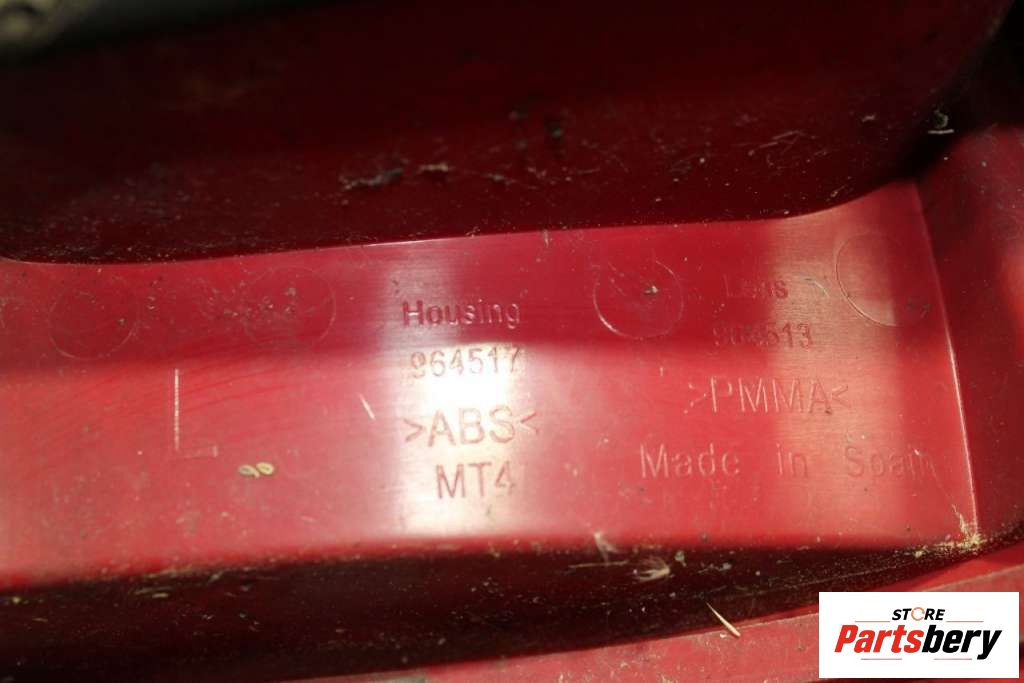 Housing
964517
>ABS<
MT4
L
Lens
964513
>PMMA<
Made in Spain
STORE
Partsbery